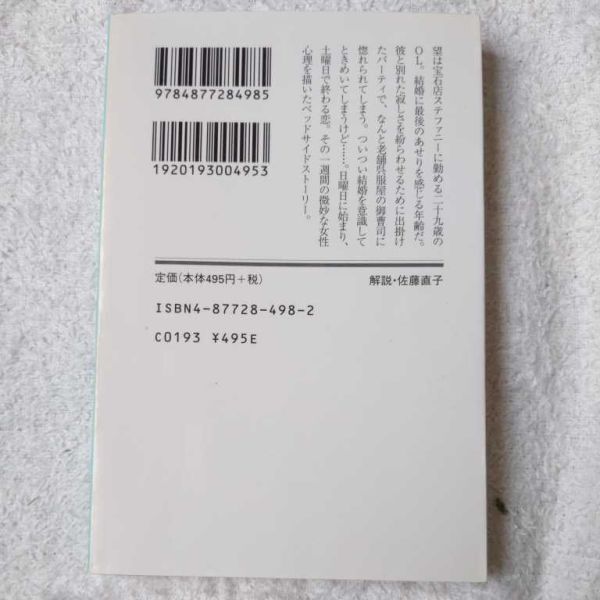 望は宝石店ステファニーに勤める二十九歳の
OL。結婚に最後のあせりを感じる年齢だ。
彼と別れた寂しさを紛らわせるために出掛け
たパーティで、なんと老舗呉服屋の御曹司に
惚れられてしまう。ついつい結婚を意識して
ときめいてしまうけど……。日曜日に始まり、
土曜日で終わる恋。その一週間の微妙な女性
心理を描いたベッドサイドストーリー。
9784877284985
1920193004953
定価(本体495円+税)
解説・佐藤直子
ISBN4-87728-498-2
C0193 ¥495E